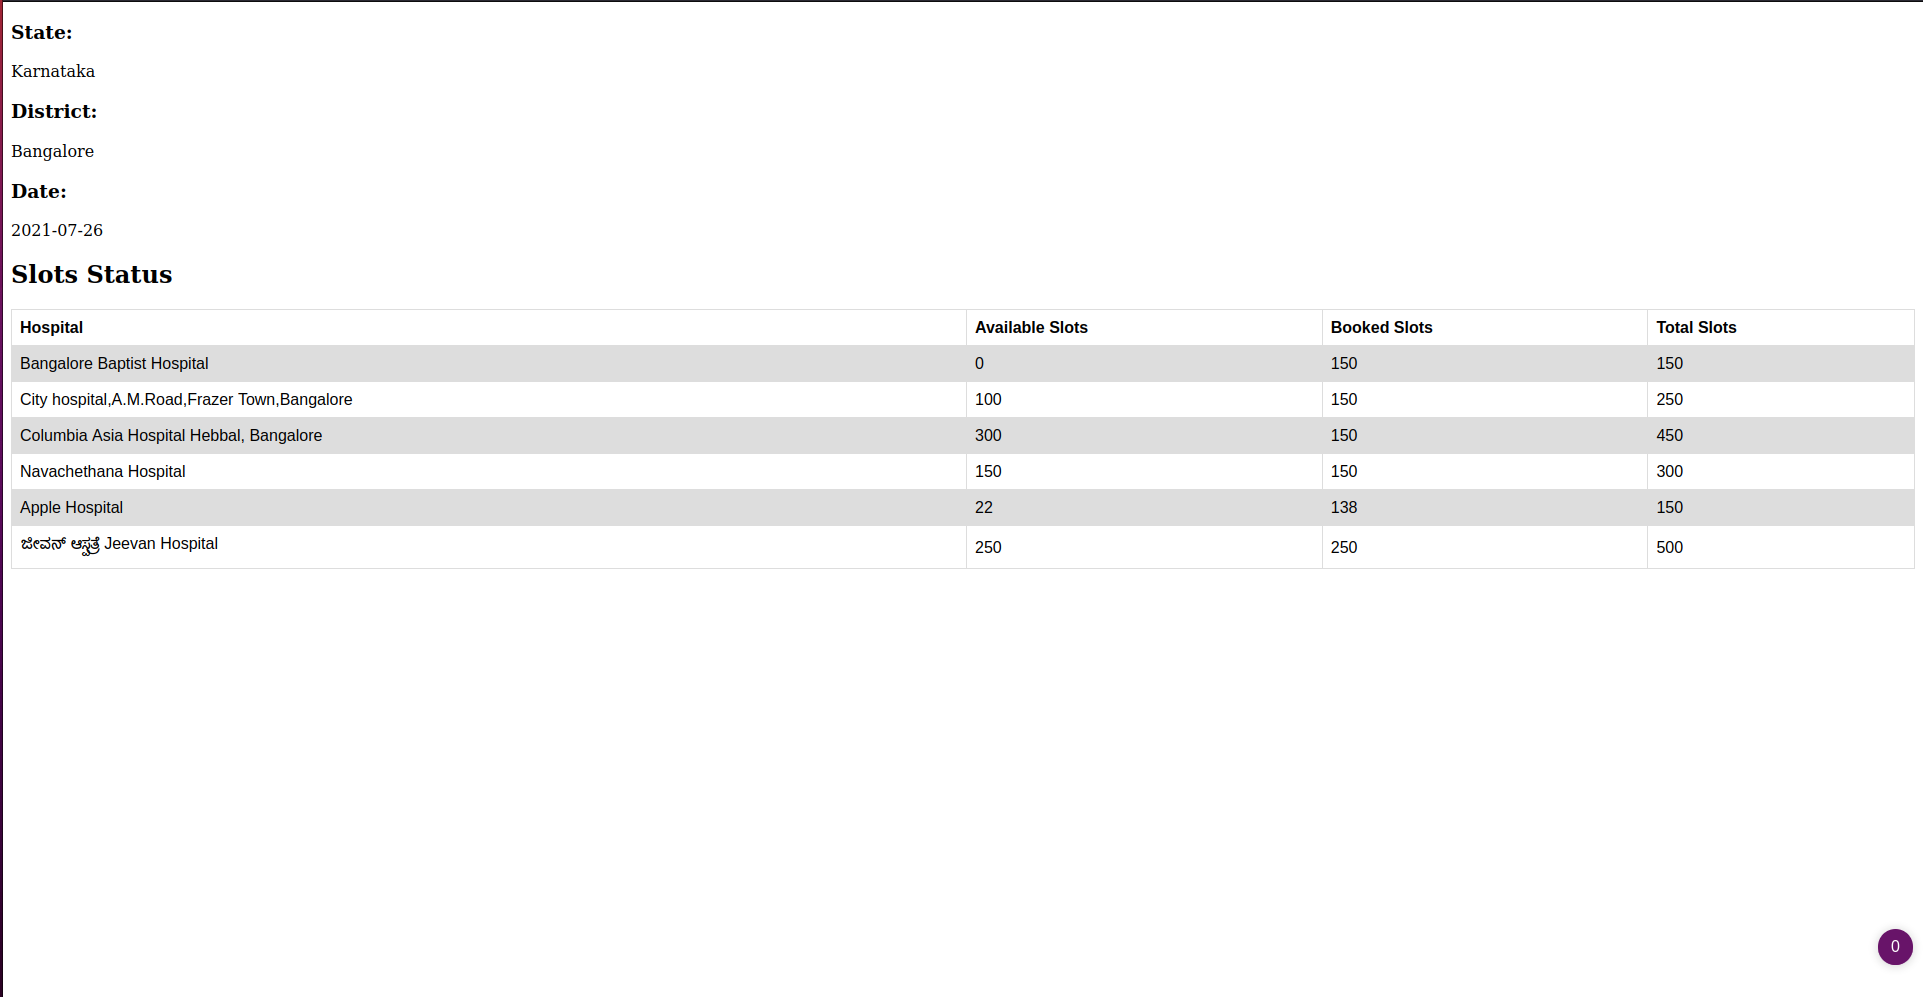 State:
Karnataka
District:
Bangalore
Date:
2021-07-26
Slots Status
Hospital Available Slots Booked Slots Total Slots
Bangalore Baptist Hospital 0 150 150
City hospital,A.M.Road,Frazer Town,Bangalore 100 150 250
Columbia Asia Hospital Hebbal, Bangalore 300 150 450
Navachethana Hospital 150 150 300
Apple Hospital 22 138 150
ಜೀವನ್ ಆಸ್ಪತ್ರೆ Jeevan Hospital 250 250 500
0